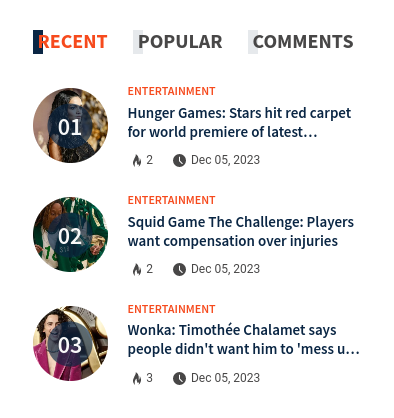 RECENT POPULAR COMMENTS
ENTERTAINMENT
01
Hunger Games: Stars hit red carpet
for world premiere of latest…
2 Dec 05, 2023
ENTERTAINMENT
02
Squid Game The Challenge: Players
want compensation over injuries
2 Dec 05, 2023
ENTERTAINMENT
03
Wonka: Timothée Chalamet says
people didn't want him to 'mess u…
3 Dec 05, 2023